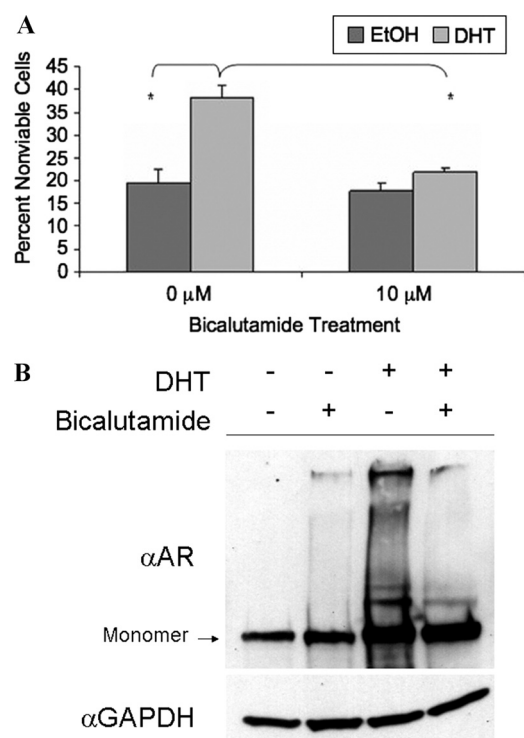 A
EtOH DHT
Percent Nonviable Cells
45
40
35
30
25
20
15
10
5
0
* *
0 μM 10 μM
Bicalutamide Treatment
B
DHT - - + +
Bicalutamide - + - +
αAR
Monomer →
αGAPDH